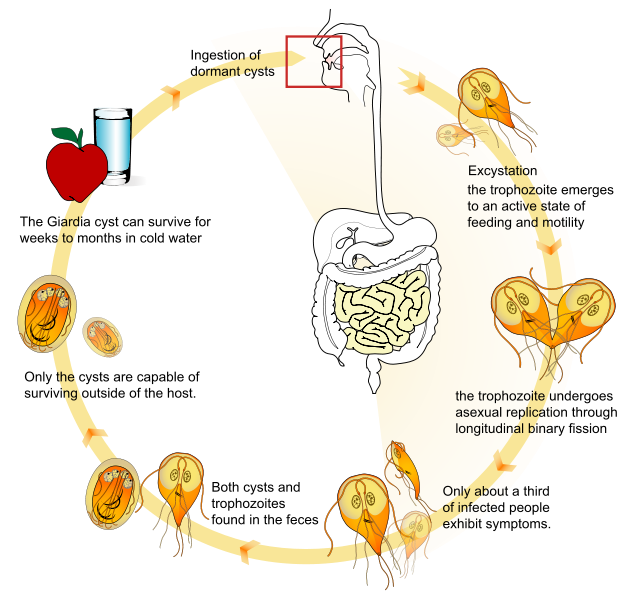 Ingestion of
dormant cysts
Excystation
the trophozoite emerges
to an active state of
feeding and motility
the trophozoite undergoes
asexual replication through
longitudinal binary fission
Only about a third
of infected people
exhibit symptoms.
Both cysts and
trophozoites
found in the feces
Only the cysts are capable of
surviving outside of the host.
The Giardia cyst can survive for
weeks to months in cold water